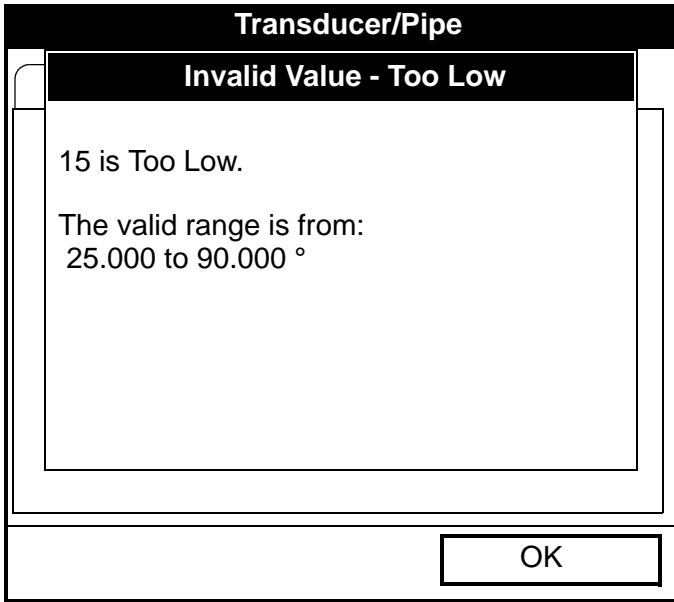 Transducer/Pipe
Invalid Value - Too Low
15 is Too Low.
The valid range is from:
25.000 to 90.000 °
OK